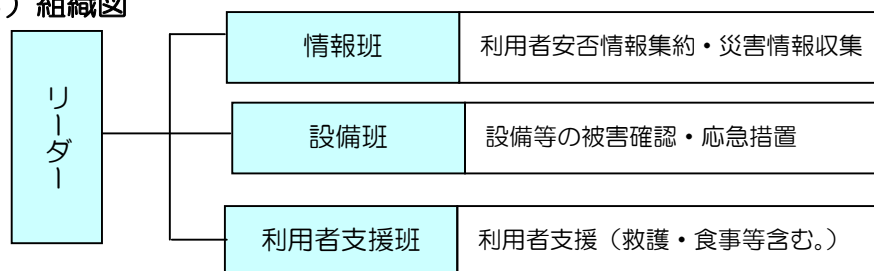 ）組織図
リーダー
情報班 利用者安否情報集約・災害情報収集
設備班 設備等の被害確認・応急措置
利用者支援班 利用者支援（救護・食事等含む。）